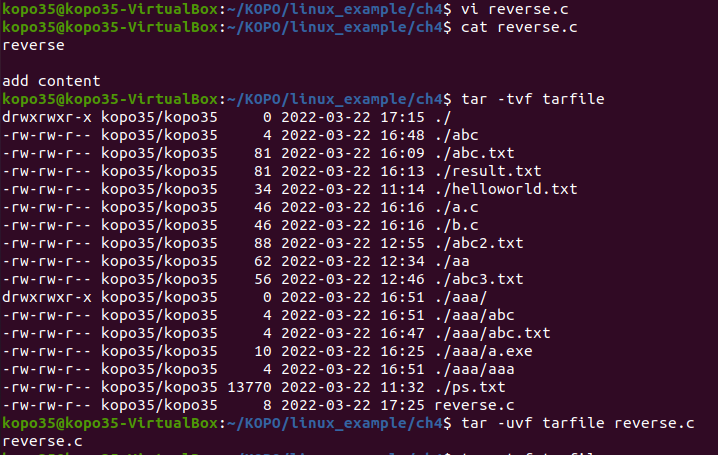 kopo35@kopo35-VirtualBox:~/KOPO/linux_example/ch4$ vi reverse.c
kopo35@kopo35-VirtualBox:~/KOPO/linux_example/ch4$ cat reverse.c
reverse
add content
kopo35@kopo35-VirtualBox:~/KOPO/linux_example/ch4$ tar -tvf tarfile
drwxrwxr-x kopo35/kopo35     0 2022-03-22 17:15 ./
-rw-rw-r-- kopo35/kopo35     4 2022-03-22 16:48 ./abc
-rw-rw-r-- kopo35/kopo35    81 2022-03-22 16:09 ./abc.txt
-rw-rw-r-- kopo35/kopo35    81 2022-03-22 16:13 ./result.txt
-rw-rw-r-- kopo35/kopo35    34 2022-03-22 11:14 ./helloworld.txt
-rw-rw-r-- kopo35/kopo35    46 2022-03-22 16:16 ./a.c
-rw-rw-r-- kopo35/kopo35    46 2022-03-22 16:16 ./b.c
-rw-rw-r-- kopo35/kopo35    88 2022-03-22 12:55 ./abc2.txt
-rw-rw-r-- kopo35/kopo35    62 2022-03-22 12:34 ./aa
-rw-rw-r-- kopo35/kopo35    56 2022-03-22 12:46 ./abc3.txt
drwxrwxr-x kopo35/kopo35     0 2022-03-22 16:51 ./aaa/
-rw-rw-r-- kopo35/kopo35     4 2022-03-22 16:51 ./aaa/abc
-rw-rw-r-- kopo35/kopo35     4 2022-03-22 16:47 ./aaa/abc.txt
-rw-rw-r-- kopo35/kopo35    10 2022-03-22 16:25 ./aaa/a.exe
-rw-rw-r-- kopo35/kopo35     4 2022-03-22 16:51 ./aaa/aaa
-rw-rw-r-- kopo35/kopo35 13770 2022-03-22 11:32 ./ps.txt
-rw-rw-r-- kopo35/kopo35     8 2022-03-22 17:25 reverse.c
kopo35@kopo35-VirtualBox:~/KOPO/linux_example/ch4$ tar -uvf tarfile reverse.c
reverse.c